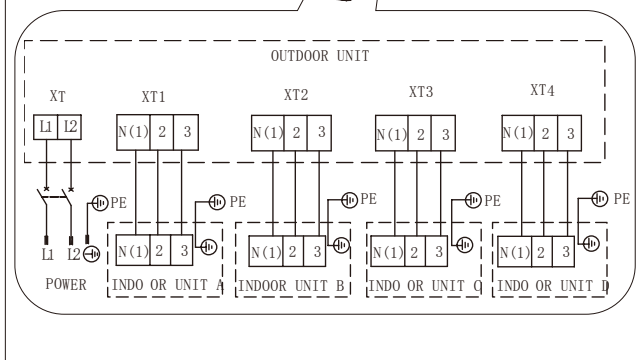 OUTDOOR UNIT
XT XT1 XT2 XT3 XT4
L1 L2 N(1) 2 3 N(1) 2 3 N(1) 2 3 N(1) 2 3
PE PE PE PE PE
L1 L2 N(1) 2 3 N(1) 2 3 N(1) 2 3 N(1) 2 3
POWER INDO OR UNIT A INDOOR UNIT B INDO OR UNIT C INDO OR UNIT D